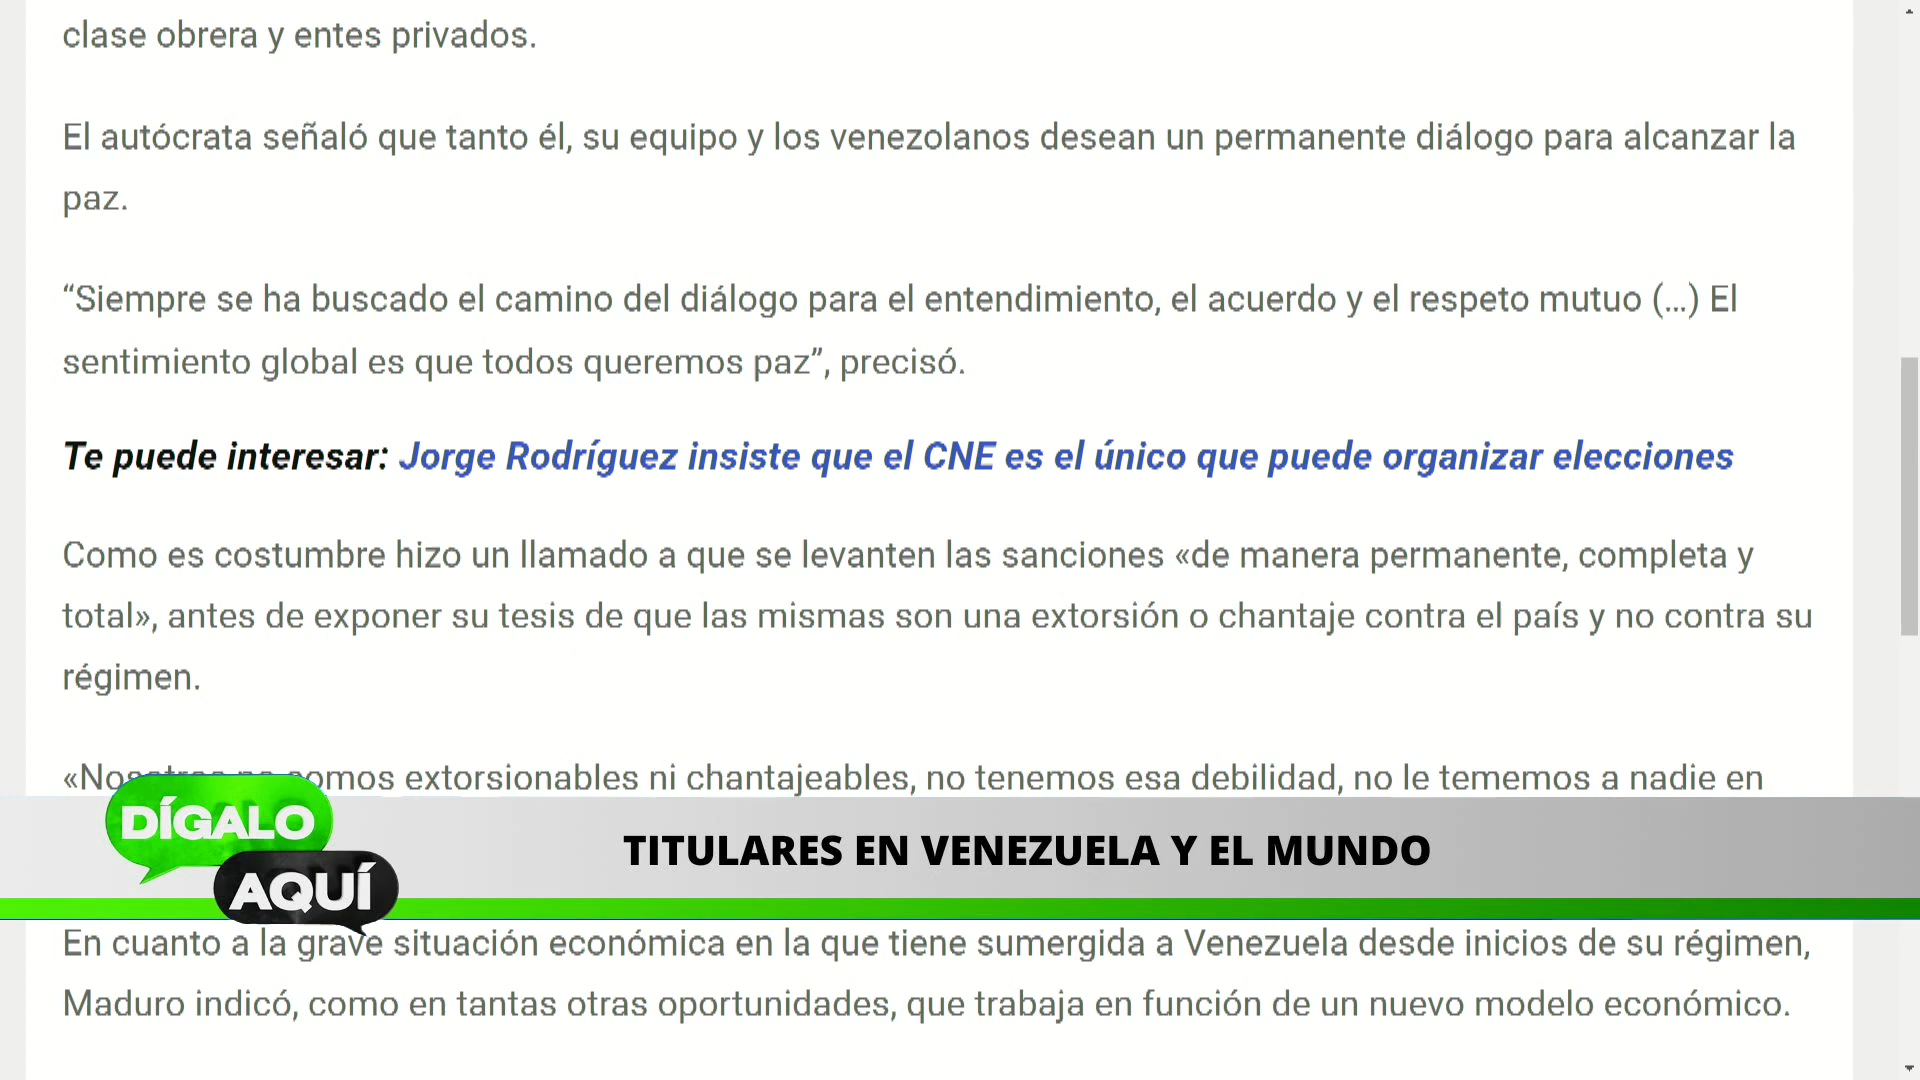 clase obrera y entes privados.
El autócrata señaló que tanto él, su equipo y los venezolanos desean un permanente diálogo para alcanzar la
paz.
“Siempre se ha buscado el camino del diálogo para el entendimiento, el acuerdo y el respeto mutuo (…) El
sentimiento global es que todos queremos paz”, precisó.
Te puede interesar: Jorge Rodríguez insiste que el CNE es el único que puede organizar elecciones
Como es costumbre hizo un llamado a que se levanten las sanciones «de manera permanente, completa y
total», antes de exponer su tesis de que las mismas son una extorsión o chantaje contra el país y no contra su
régimen.
«Nosotros no somos extorsionables ni chantajeables, no tenemos esa debilidad, no le tememos a nadie en
DÍGALO
AQUÍ
TITULARES EN VENEZUELA Y EL MUNDO
En cuanto a la grave situación económica en la que tiene sumergida a Venezuela desde inicios de su régimen,
Maduro indicó, como en tantas otras oportunidades, que trabaja en función de un nuevo modelo económico.